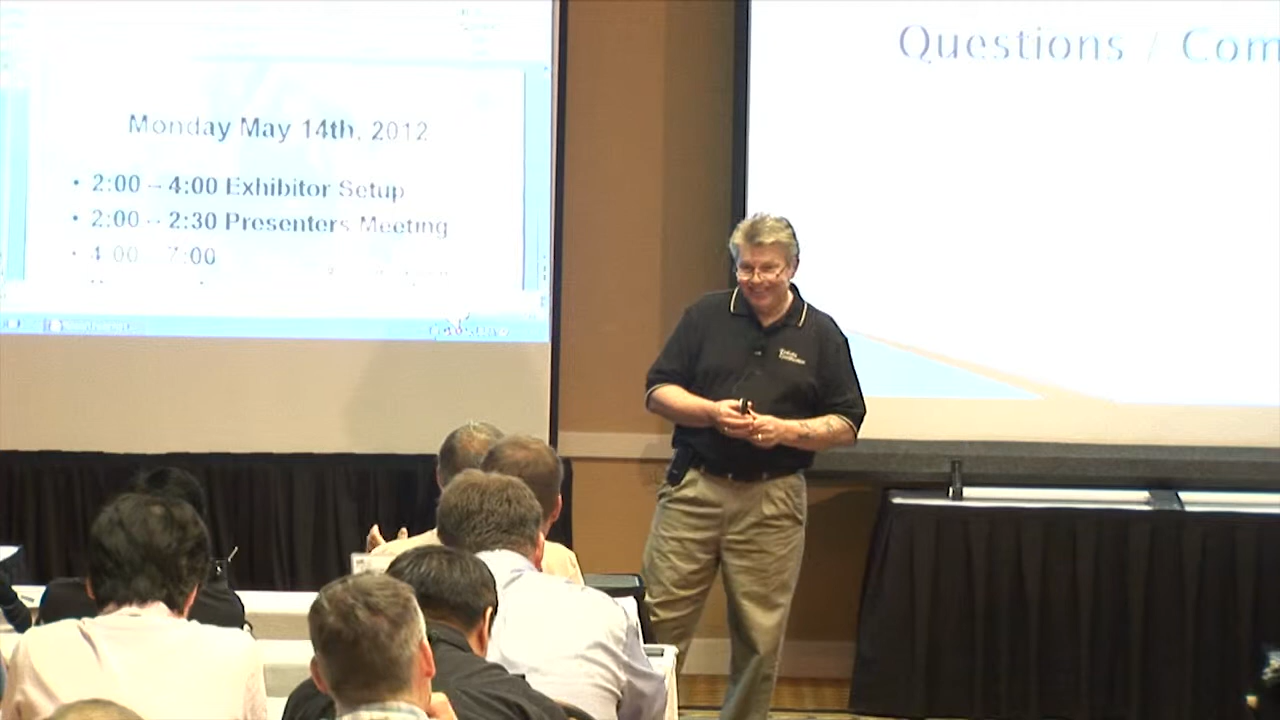 Monday May 14th, 2012
• 2:00 – 4:00 Exhibitor Setup
• 2:00 – 2:30 Presenters Meeting
• 4:00 – 7:00
Questions / Com